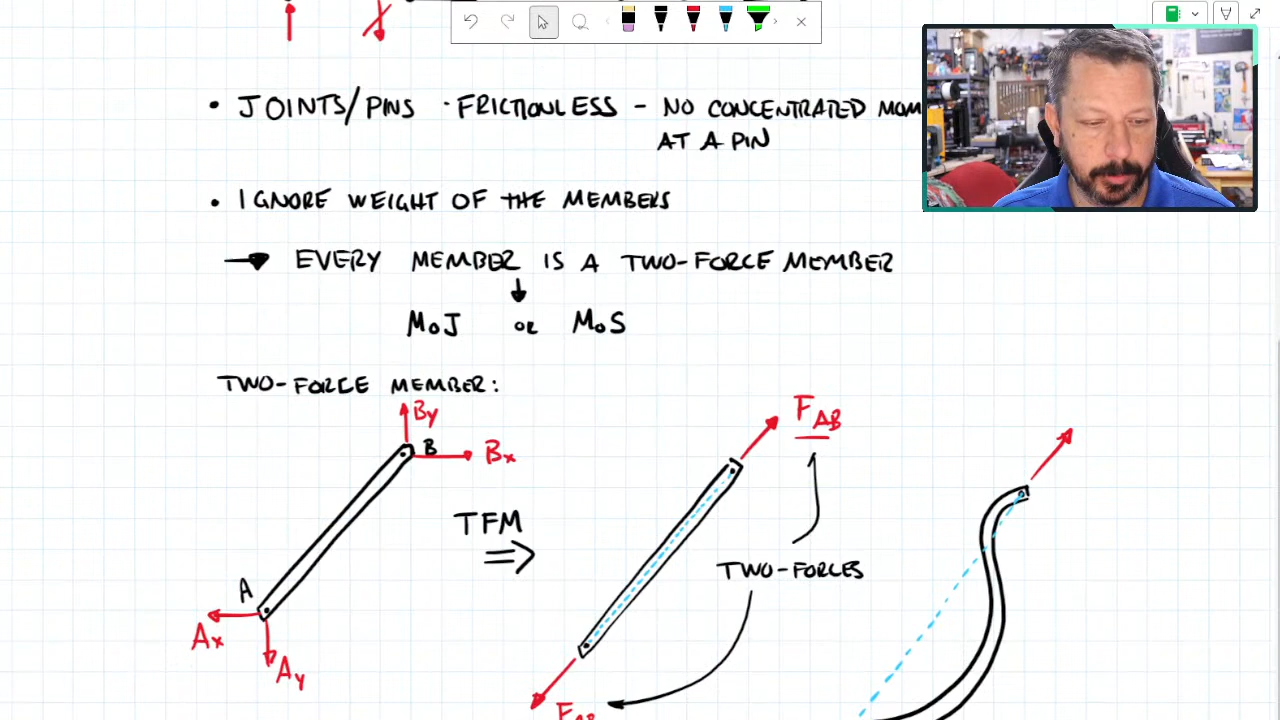 • JOINTS/PINS · FRICTIONLESS - NO CONCENTRATED MOM
AT A PIN
• IGNORE WEIGHT OF THE MEMBERS
→ EVERY MEMBER IS A TWO-FORCE MEMBER
↓
MoJ or MoS
TWO-FORCE MEMBER:
By
B
Bx
FAB
TFM
⇒
TWO-FORCES
A
Ax
Ay
FAB